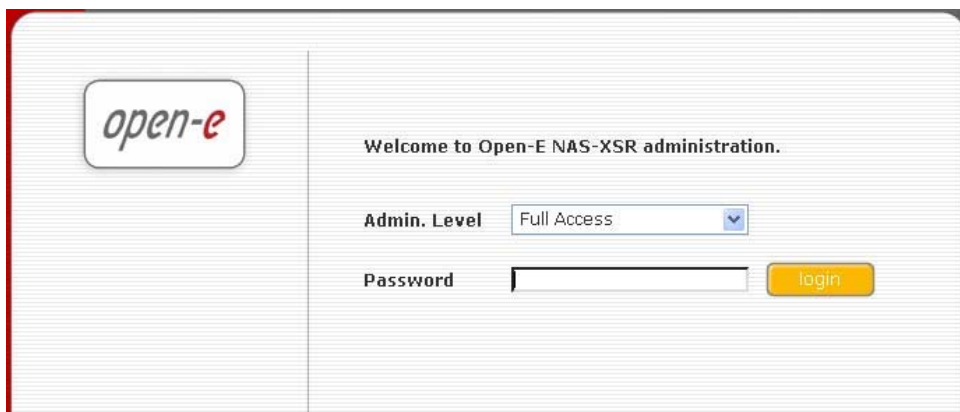 open-e
Welcome to Open-E NAS-XSR administration.
Admin. Level Full Access
Password login